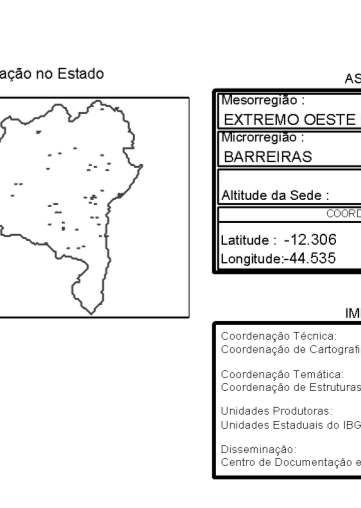 ação no Estado
AS
Mesorregião :
EXTREMO OESTE
Microrregião :
BARREIRAS
Altitude da Sede :
COORD
Latitude : -12.306
Longitude:-44.535
IM
Coordenação Técnica:
Coordenação de Cartografi
Coordenação Temática:
Coordenação de Estruturas
Unidades Produtoras:
Unidades Estaduais do IBG
Disseminação:
Centro de Documentação e